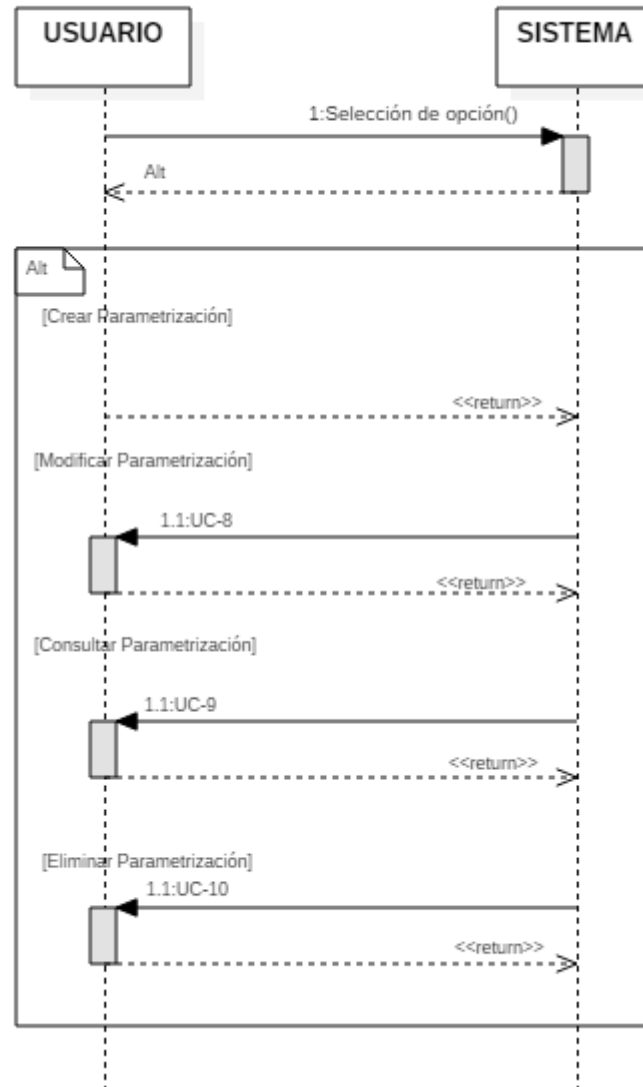 USUARIO
SISTEMA
1:Selección de opción()
Alt
Alt
[Crear Parametrización]
<<return>>
[Modificar Parametrización]
1.1:UC-8
<<return>>
[Consultar Parametrización]
1.1:UC-9
<<return>>
[Eliminar Parametrización]
1.1:UC-10
<<return>>